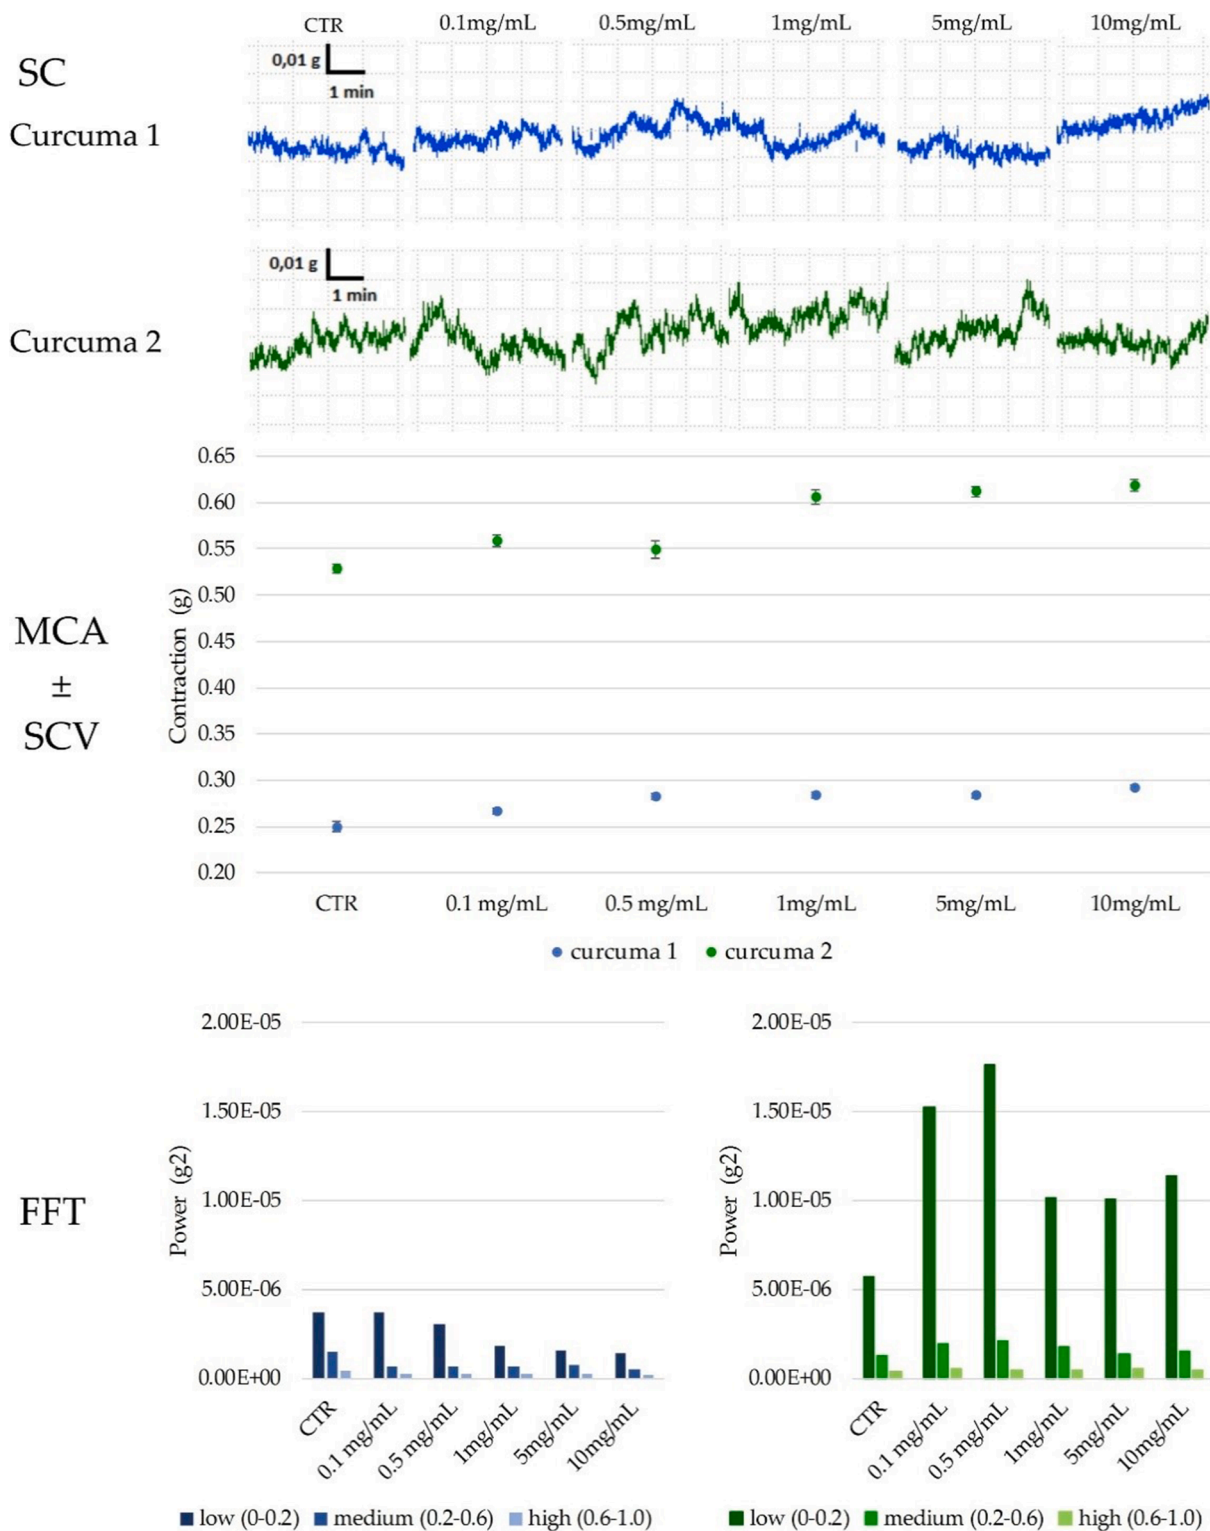 CTR 0.1mg/mL 0.5mg/mL 1mg/mL 5mg/mL 10mg/mL
SC
0,01 g
1 min
Curcuma 1
0,01 g
1 min
Curcuma 2
MCA
±
SCV
Contraction (g)
0.65
0.60
0.55
0.50
0.45
0.40
0.35
0.30
0.25
0.20
CTR 0.1 mg/mL 0.5 mg/mL 1mg/mL 5mg/mL 10mg/mL
curcuma 1 curcuma 2
FFT
Power (g2)
2.00E-05
1.50E-05
1.00E-05
5.00E-06
0.00E+00
CTR 0.1 mg/mL 0.5 mg/mL 1mg/mL 5mg/mL 10mg/mL
low (0-0.2) medium (0.2-0.6) high (0.6-1.0)
Power (g2)
2.00E-05
1.50E-05
1.00E-05
5.00E-06
0.00E+00
CTR 0.1 mg/mL 0.5 mg/mL 1mg/mL 5mg/mL 10mg/mL
low (0-0.2) medium (0.2-0.6) high (0.6-1.0)